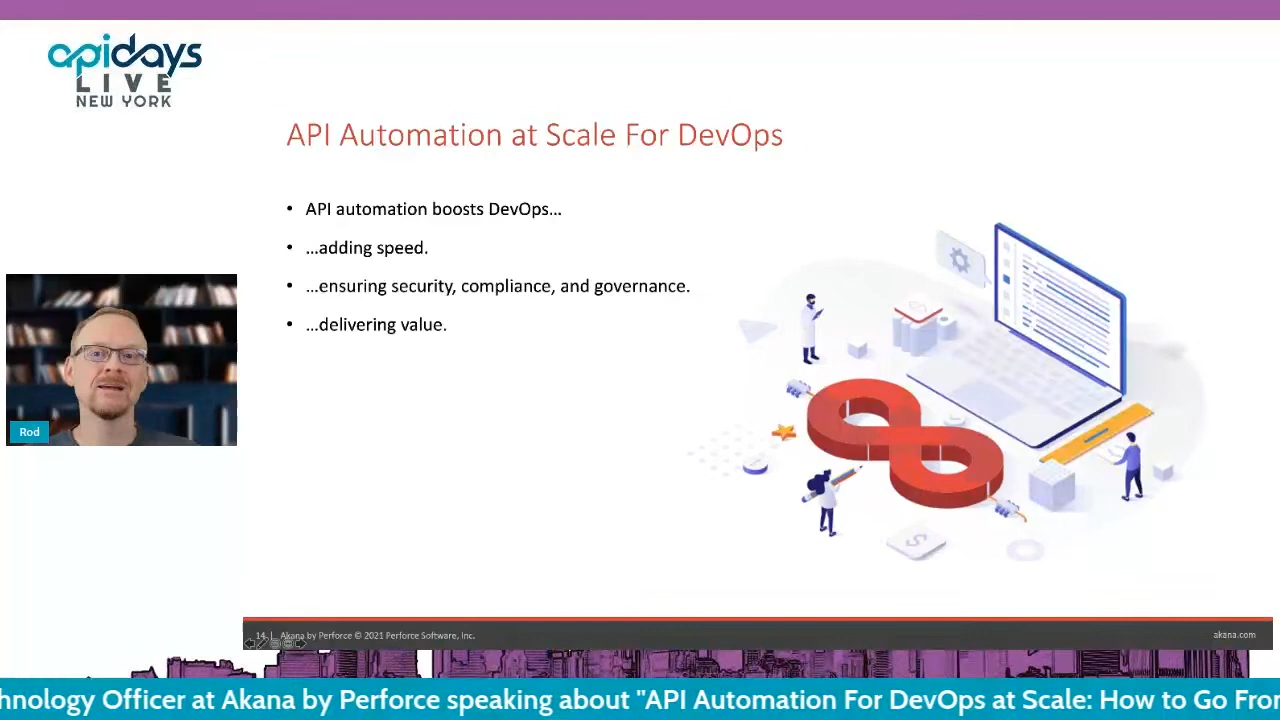 apidays
LIVE
NEW YORK
API Automation at Scale For DevOps
• API automation boosts DevOps...
• ...adding speed.
• ...ensuring security, compliance, and governance.
• ...delivering value.
Rod
14 | Akana by Perforce © 2021 Perforce Software, Inc.
akana.com
hnology Officer at Akana by Perforce speaking about "API Automation For DevOps at Scale: How to Go From